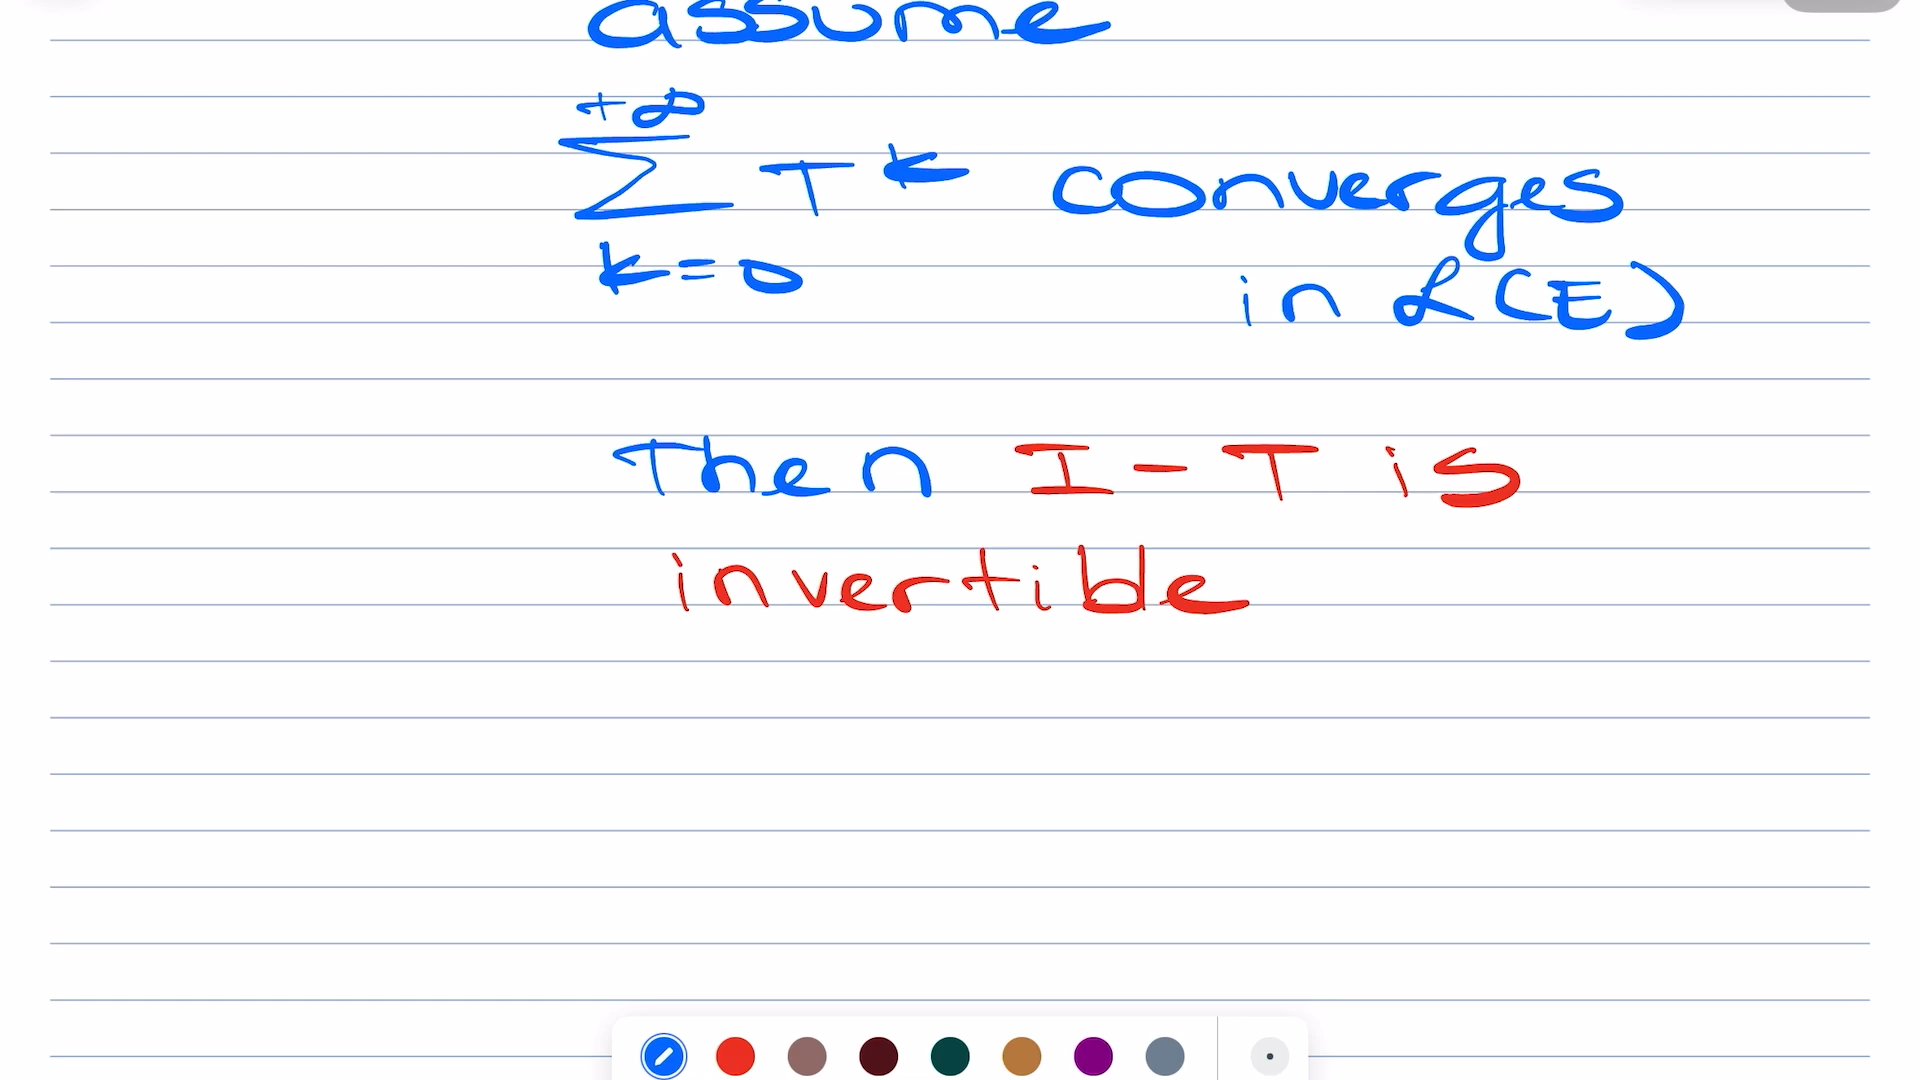 assume
+∞
∑ T^k converges
k=0
in ℒ(E)
Then I - T is
invertible